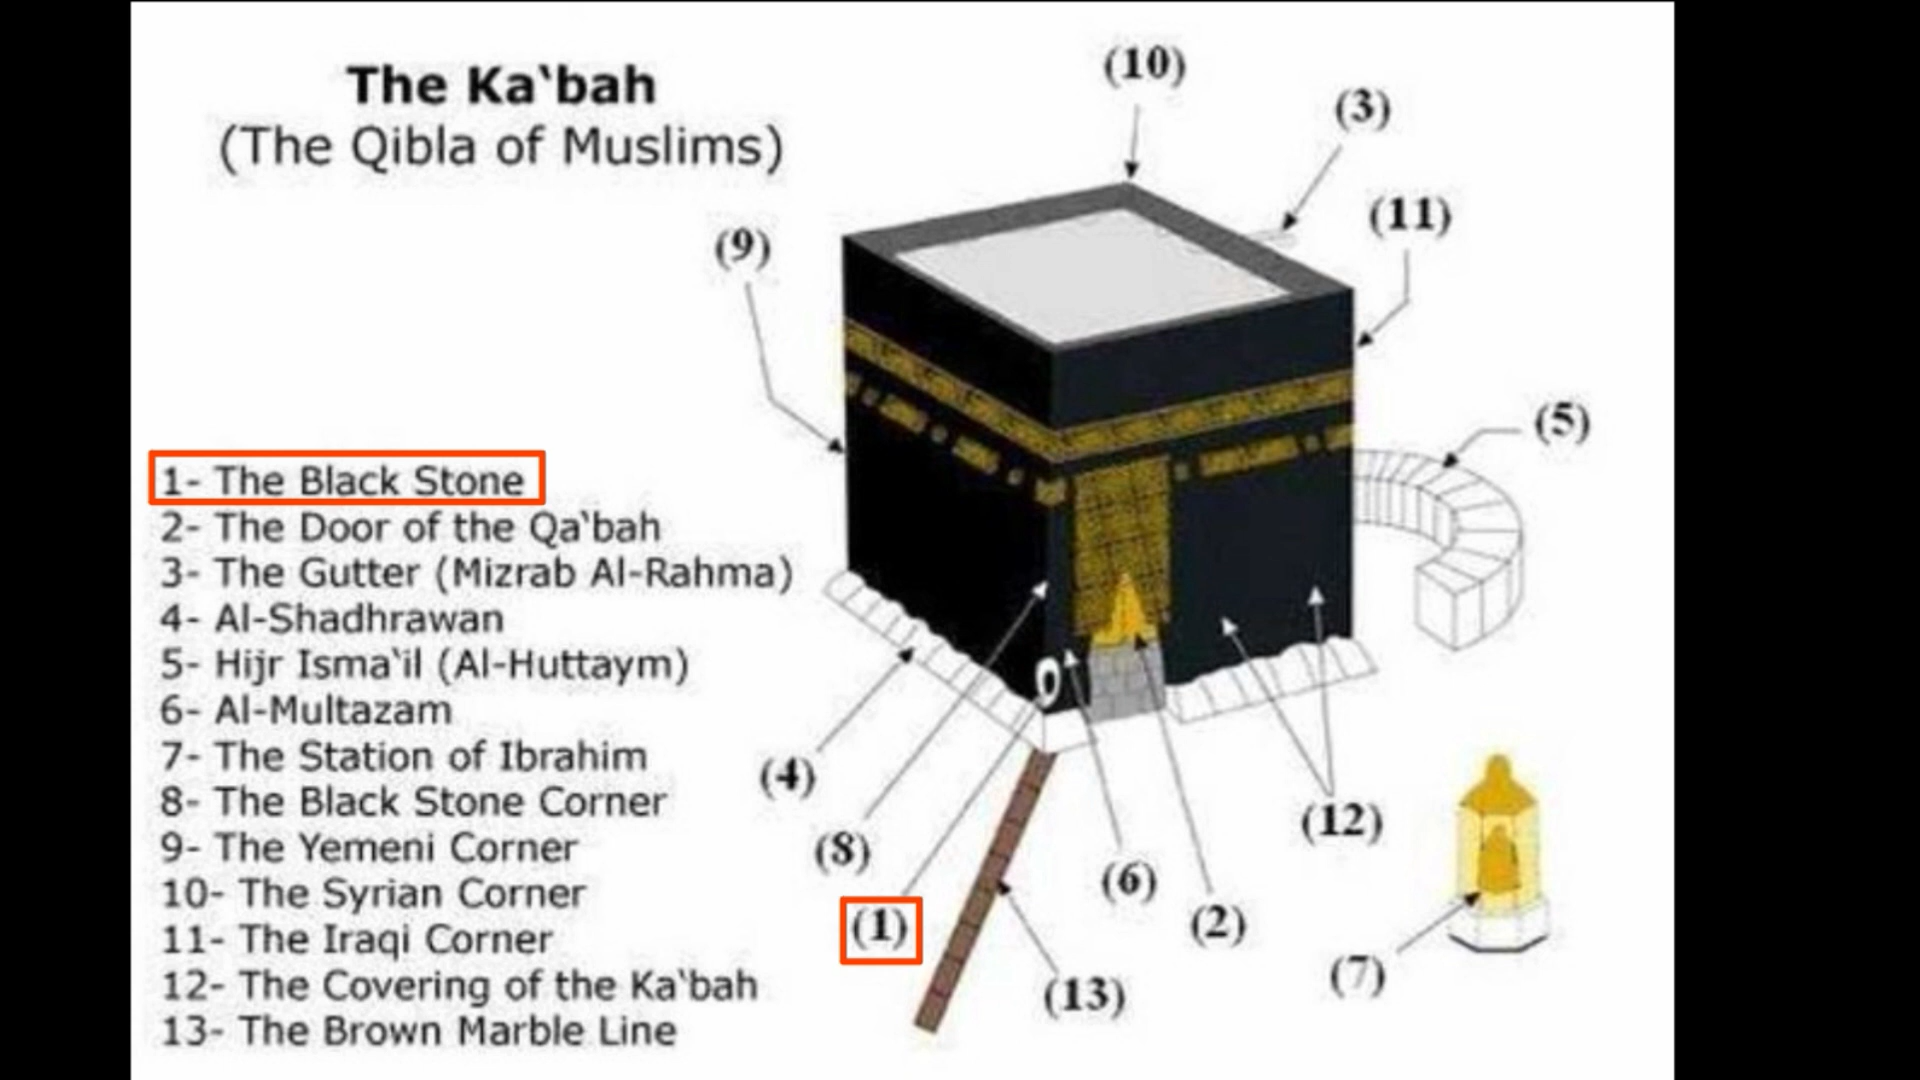 The Ka‘bah
(The Qibla of Muslims)
(10)
(3)
(11)
(9)
(5)
1- The Black Stone
2- The Door of the Qa‘bah
3- The Gutter (Mizrab Al-Rahma)
4- Al-Shadhrawan
5- Hijr Isma‘il (Al-Huttaym)
6- Al-Multazam
7- The Station of Ibrahim
8- The Black Stone Corner
9- The Yemeni Corner
10- The Syrian Corner
11- The Iraqi Corner
12- The Covering of the Ka‘bah
13- The Brown Marble Line
(4)
(8)
(1)
(6)
(2)
(12)
(13)
(7)